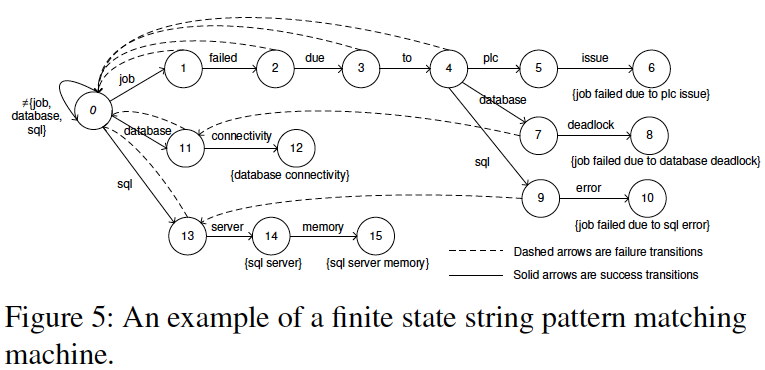 job
failed
due
to
plc
issue
0
1
2
3
4
5
6
≠{job,
database,
sql}
{job failed due to plc issue}
database
connectivity
11
12
{database connectivity}
database
deadlock
7
8
{job failed due to database deadlock}
sql
sql
error
9
10
{job failed due to sql error}
server
memory
13
14
15
{sql server}
{sql server memory}
Dashed arrows are failure transitions
Solid arrows are success transitions
Figure 5: An example of a finite state string pattern matching
machine.